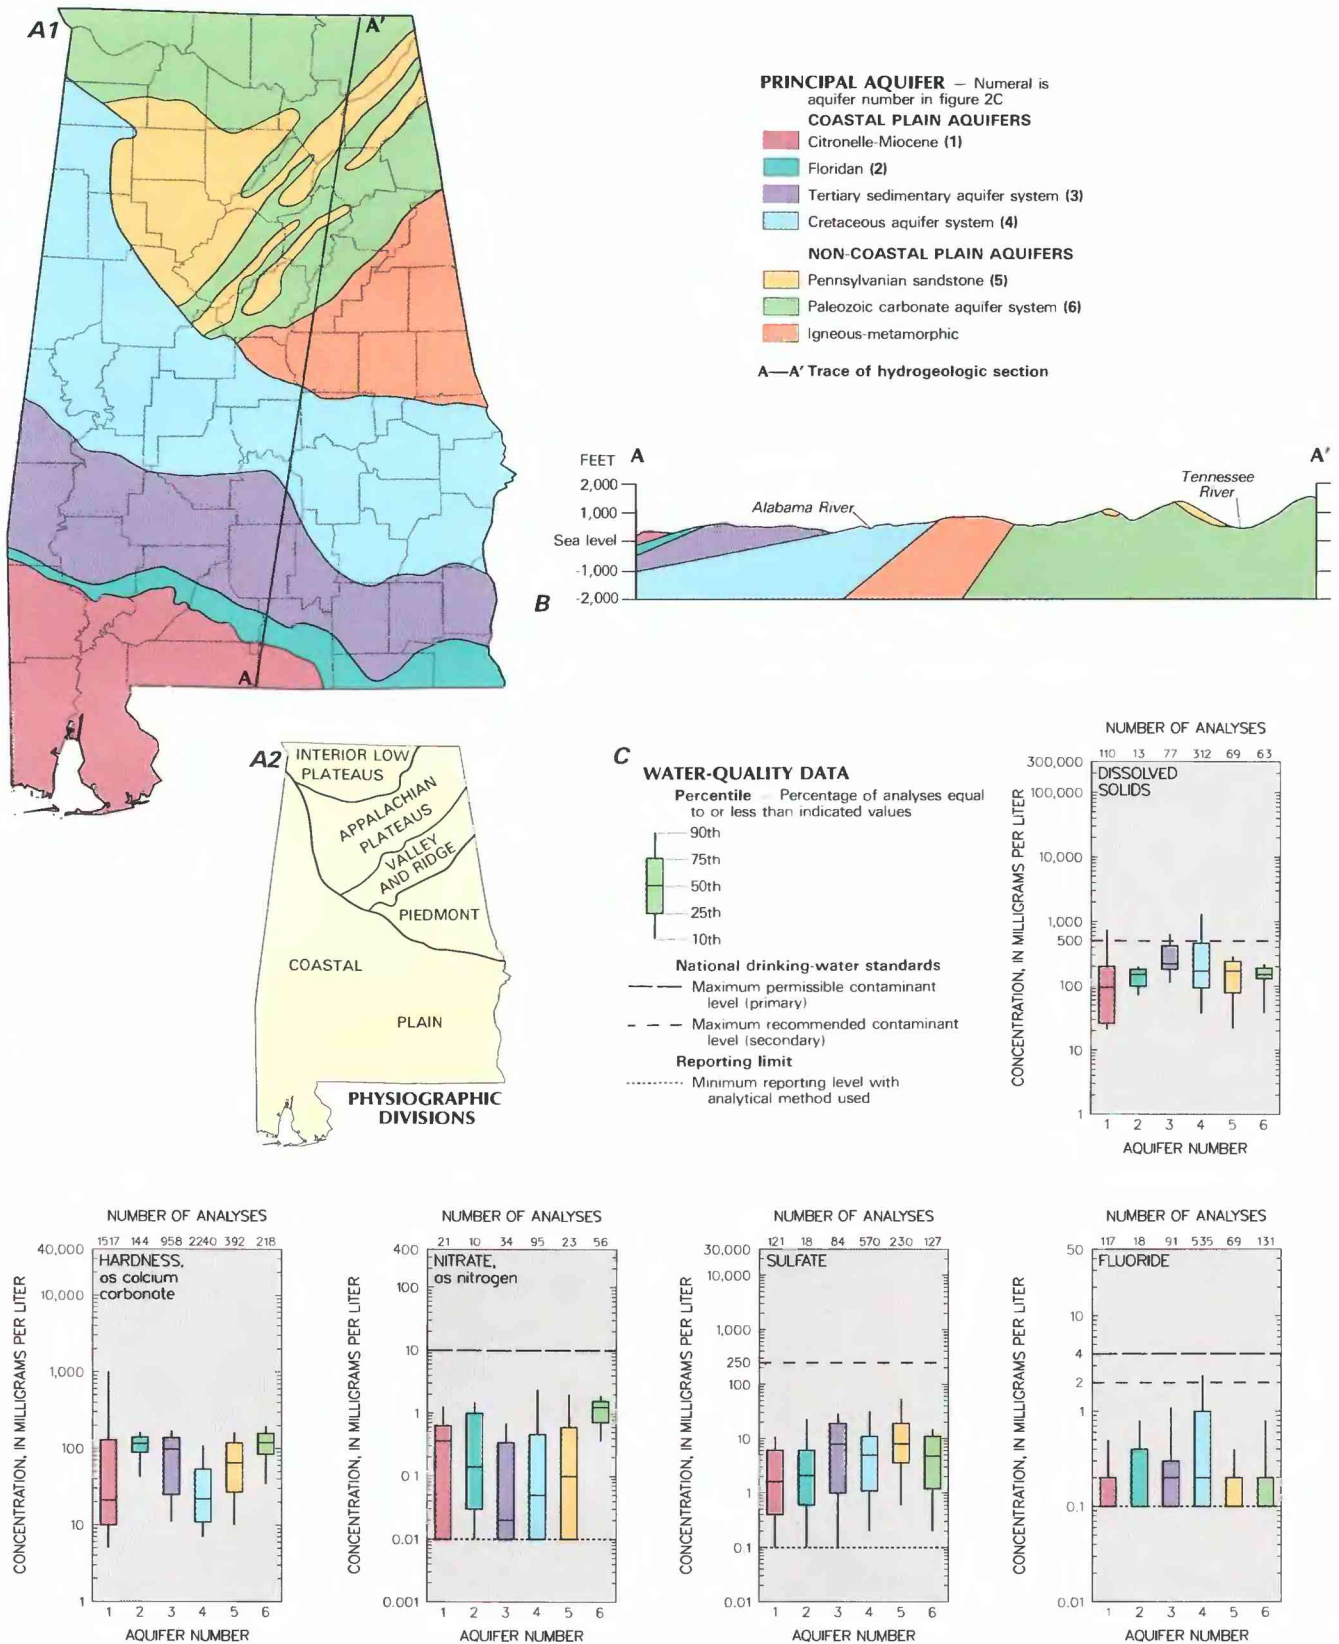 A1
A'
A
PRINCIPAL AQUIFER – Numeral is
aquifer number in figure 2C
COASTAL PLAIN AQUIFERS
Citronelle-Miocene (1)
Floridan (2)
Tertiary sedimentary aquifer system (3)
Cretaceous aquifer system (4)
NON-COASTAL PLAIN AQUIFERS
Pennsylvanian sandstone (5)
Paleozoic carbonate aquifer system (6)
Igneous-metamorphic
A—A' Trace of hydrogeologic section
B
FEET
A
A'
2,000
1,000
Sea level
-1,000
-2,000
Alabama River
Tennessee
River
A2
INTERIOR LOW
PLATEAUS
APPALACHIAN
PLATEAUS
VALLEY
AND RIDGE
PIEDMONT
COASTAL
PLAIN
PHYSIOGRAPHIC
DIVISIONS
C
WATER-QUALITY DATA
Percentile – Percentage of analyses equal
to or less than indicated values
90th
75th
50th
25th
10th
National drinking-water standards
Maximum permissible contaminant
level (primary)
Maximum recommended contaminant
level (secondary)
Reporting limit
Minimum reporting level with
analytical method used
NUMBER OF ANALYSES
110 13 77 312 69 63
DISSOLVED
SOLIDS
CONCENTRATION, IN MILLIGRAMS PER LITER
300,000
100,000
10,000
1,000
500
100
10
1
1 2 3 4 5 6
AQUIFER NUMBER
NUMBER OF ANALYSES
1517 144 958 2240 392 218
HARDNESS,
as calcium
carbonate
CONCENTRATION, IN MILLIGRAMS PER LITER
40,000
10,000
1,000
100
10
1
1 2 3 4 5 6
AQUIFER NUMBER
NUMBER OF ANALYSES
21 10 34 95 23 56
NITRATE,
as nitrogen
CONCENTRATION, IN MILLIGRAMS PER LITER
400
100
10
1
0.1
0.01
0.001
1 2 3 4 5 6
AQUIFER NUMBER
NUMBER OF ANALYSES
121 18 84 570 230 127
SULFATE
CONCENTRATION, IN MILLIGRAMS PER LITER
30,000
10,000
1,000
250
100
10
1
0.1
0.01
1 2 3 4 5 6
AQUIFER NUMBER
NUMBER OF ANALYSES
117 18 91 535 69 131
FLUORIDE
CONCENTRATION, IN MILLIGRAMS PER LITER
50
10
4
2
1
0.1
0.01
1 2 3 4 5 6
AQUIFER NUMBER